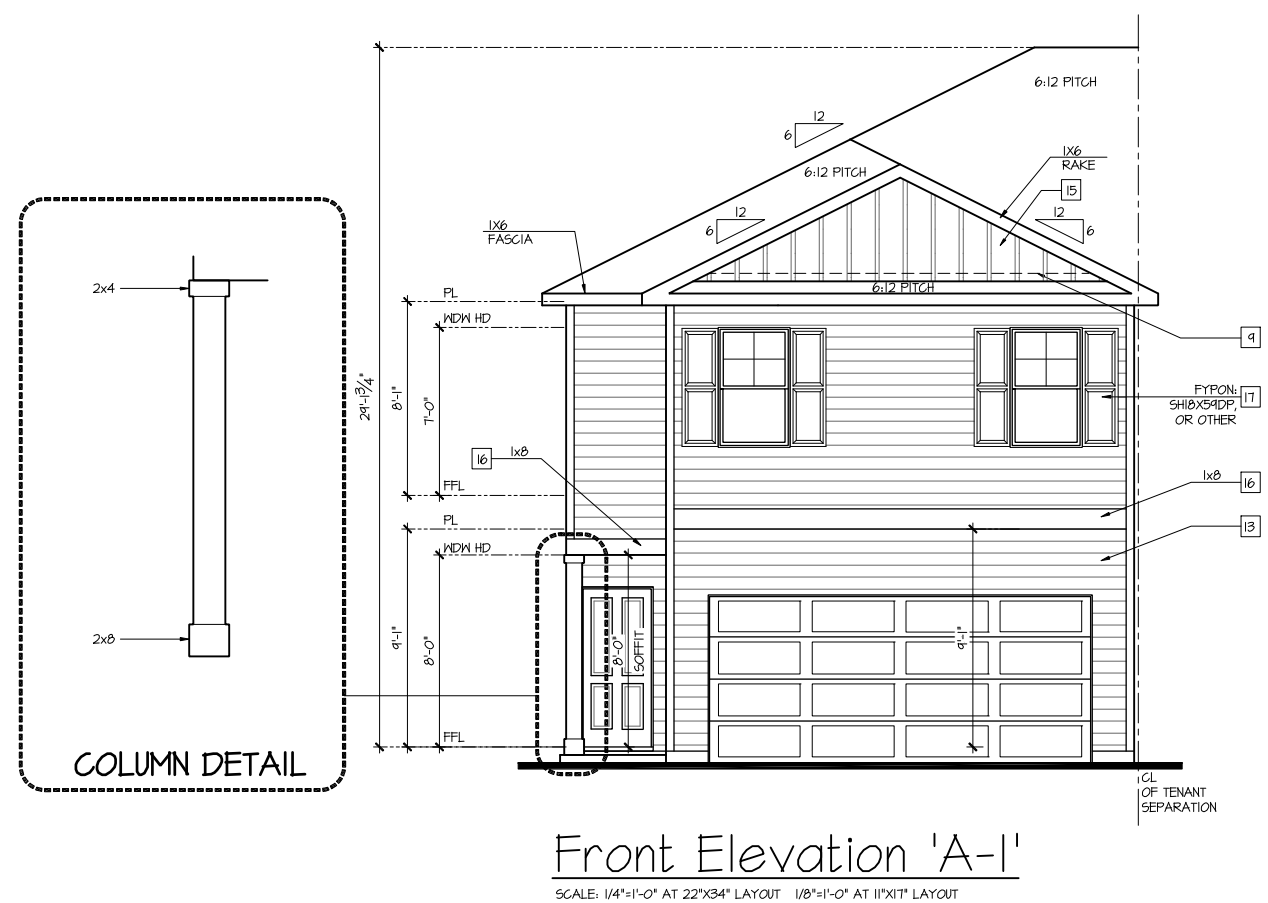 6:12 PITCH
12
6
1X6
RAKE
6:12 PITCH
15
12
6
12
6
1X6
FASCIA
2x4
6:12 PITCH
PL
WDW HD
9
29'-1 3/4"
8'-1"
7'-0"
FYPON:
SH18X59DP,
OR OTHER
17
16
1x8
1x8
16
FFL
PL
13
WDW HD
9'-1"
8'-0"
8'-0"
SOFFIT
9'-1"
2x8
FFL
COLUMN DETAIL
CL
OF TENANT
SEPARATION
Front Elevation 'A-1'
SCALE: 1/4"=1'-0" AT 22"X34" LAYOUT 1/8"=1'-0" AT 11"X17" LAYOUT